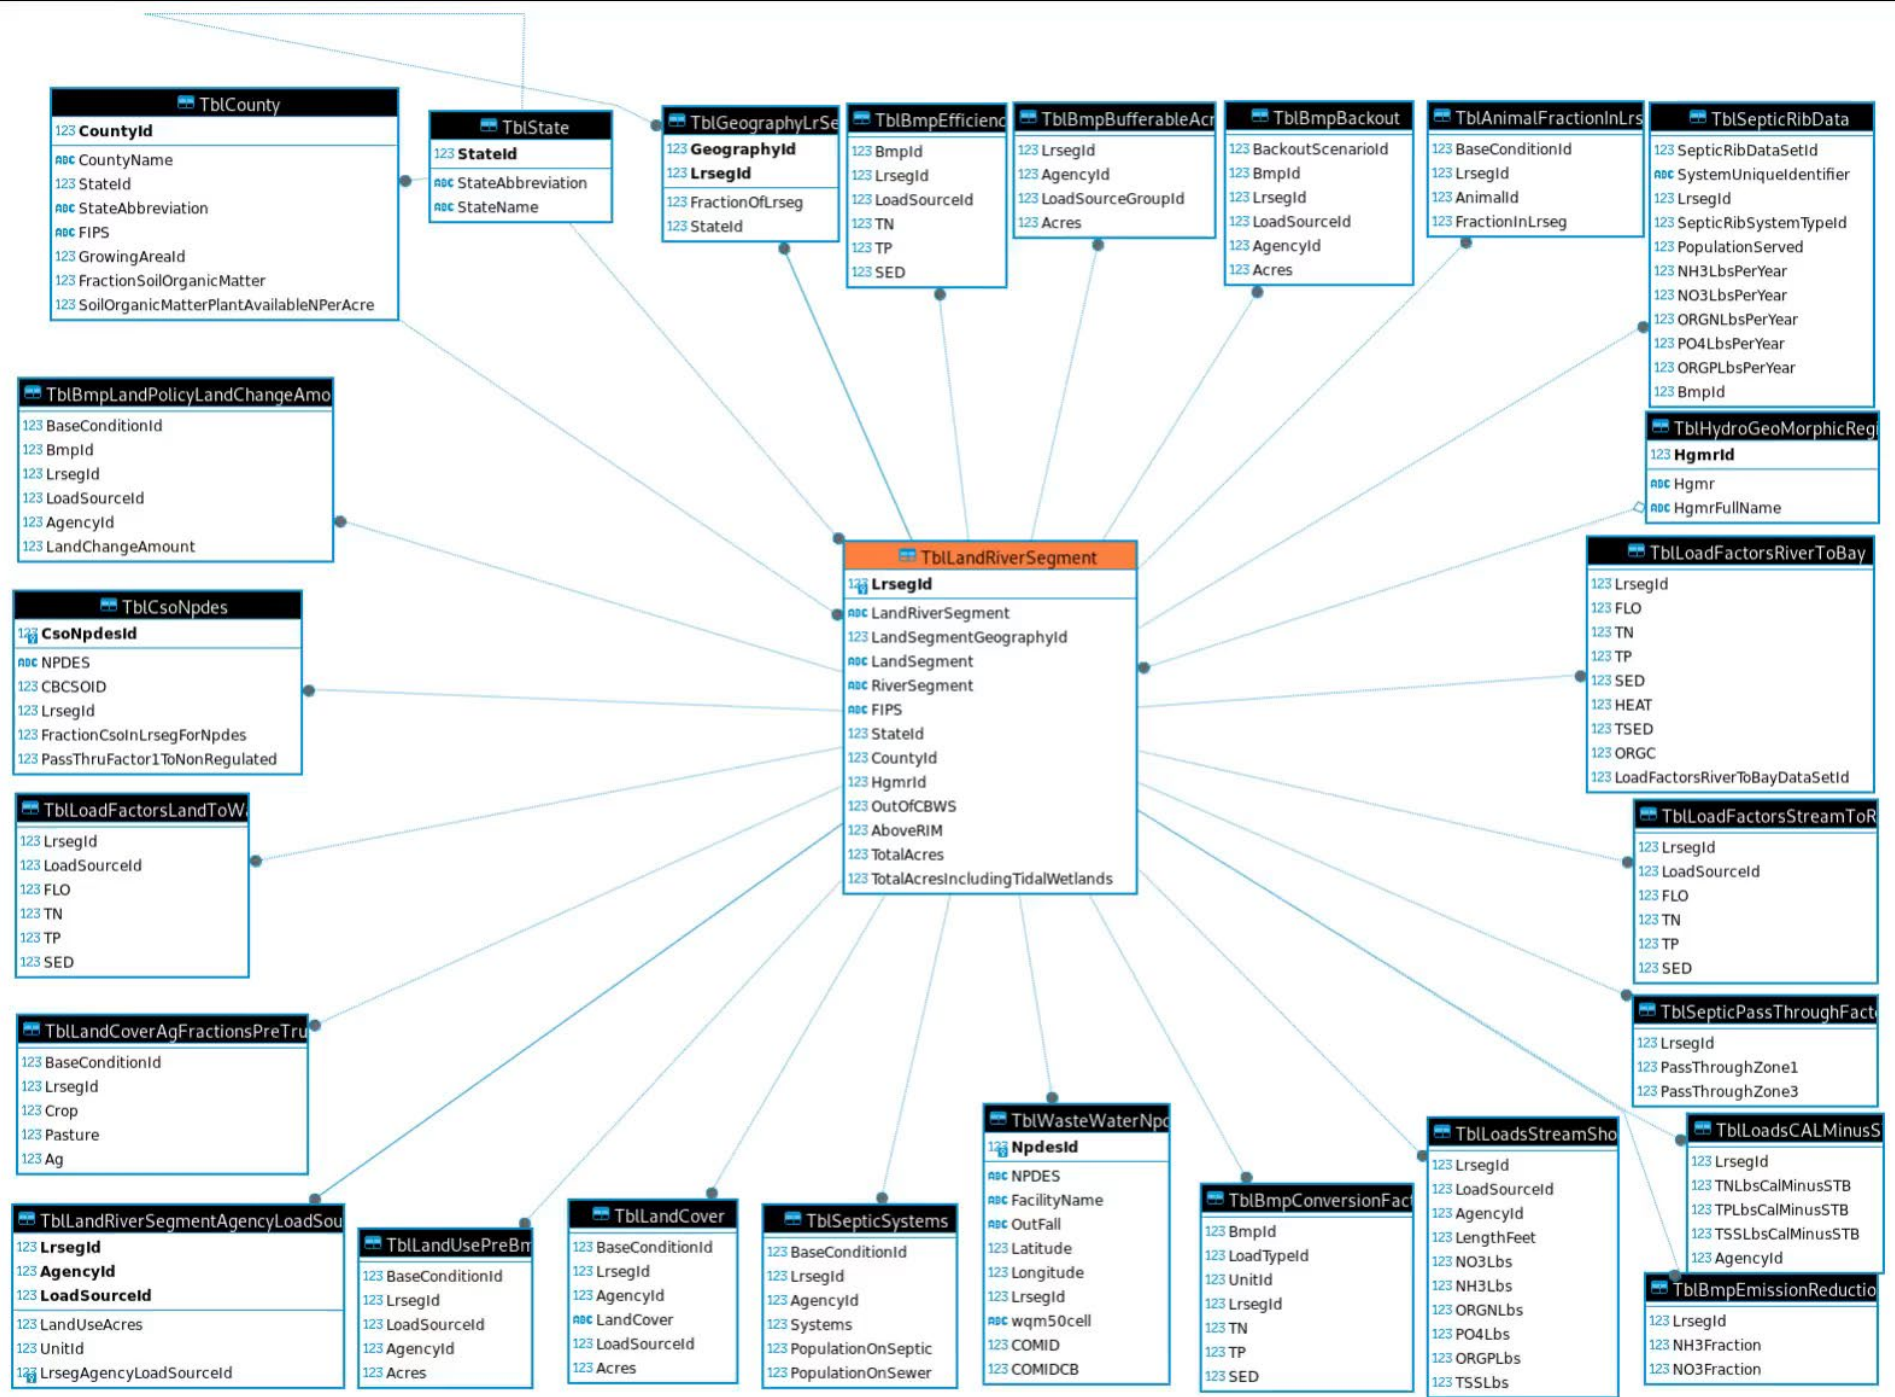 TblCounty
123 CountyId
ABC CountyName
123 StateId
ABC StateAbbreviation
ABC FIPS
123 GrowingAreaId
123 FractionSoilOrganicMatter
123 SoilOrganicMatterPlantAvailableNPerAcre
TblState
123 StateId
ABC StateAbbreviation
ABC StateName
TblGeographyLrSe
123 GeographyId
123 LrsegId
123 FractionOfLrseg
123 StateId
TblBmpEfficienc
123 BmpId
123 LrsegId
123 LoadSourceId
123 TN
123 TP
123 SED
TblBmpBufferableAcr
123 LrsegId
123 AgencyId
123 LoadSourceGroupId
123 Acres
TblBmpBackout
123 BackoutScenarioId
123 BmpId
123 LrsegId
123 LoadSourceId
123 AgencyId
123 Acres
TblAnimalFractionInLrs
123 BaseConditionId
123 LrsegId
123 AnimalId
123 FractionInLrseg
TblSepticRibData
123 SepticRibDataSetId
ABC SystemUniqueIdentifier
123 LrsegId
123 SepticRibSystemTypeId
123 PopulationServed
123 NH3LbsPerYear
123 NO3LbsPerYear
123 ORGNLbsPerYear
123 PO4LbsPerYear
123 ORGPLbsPerYear
123 BmpId
TblHydroGeoMorphicRegi
123 HgmrId
ABC Hgmr
ABC HgmrFullName
TblBmpLandPolicyLandChangeAmo
123 BaseConditionId
123 BmpId
123 LrsegId
123 LoadSourceId
123 AgencyId
123 LandChangeAmount
TblLandRiverSegment
123 LrsegId
ABC LandRiverSegment
123 LandSegmentGeographyId
ABC LandSegment
ABC RiverSegment
ABC FIPS
123 StateId
123 CountyId
123 HgmrId
123 OutOfCBWS
123 AboveRIM
123 TotalAcres
123 TotalAcresIncludingTidalWetlands
TblLoadFactorsRiverToBay
123 LrsegId
123 FLO
123 TN
123 TP
123 SED
123 HEAT
123 TSED
123 ORGC
123 LoadFactorsRiverToBayDataSetId
TblCsoNpdes
123 CsoNpdesId
ABC NPDES
123 CBCSOID
123 LrsegId
123 FractionCsoInLrsegForNpdes
123 PassThruFactor1ToNonRegulated
TblLoadFactorsLandToWa
123 LrsegId
123 LoadSourceId
123 FLO
123 TN
123 TP
123 SED
TblLoadFactorsStreamToR
123 LrsegId
123 LoadSourceId
123 FLO
123 TN
123 TP
123 SED
TblLandCoverAgFractionsPreTru
123 BaseConditionId
123 LrsegId
123 Crop
123 Pasture
123 Ag
TblSepticPassThroughFact
123 LrsegId
123 PassThroughZone1
123 PassThroughZone3
TblLandRiverSegmentAgencyLoadSou
123 LrsegId
123 AgencyId
123 LoadSourceId
123 LandUseAcres
123 UnitId
123 LrsegAgencyLoadSourceId
TblLandUsePreBm
123 BaseConditionId
123 LrsegId
123 LoadSourceId
123 AgencyId
123 Acres
TblLandCover
123 BaseConditionId
123 LrsegId
123 AgencyId
ABC LandCover
123 LoadSourceId
123 Acres
TblSepticSystems
123 BaseConditionId
123 LrsegId
123 AgencyId
123 Systems
123 PopulationOnSeptic
123 PopulationOnSewer
TblWasteWaterNpd
123 NpdesId
ABC NPDES
ABC FacilityName
ABC OutFall
123 Latitude
123 Longitude
123 LrsegId
ABC wqm50cell
123 COMID
123 COMIDCB
TblBmpConversionFact
123 BmpId
123 LoadTypeId
123 UnitId
123 LrsegId
123 TN
123 TP
123 SED
TblLoadsStreamSho
123 LrsegId
123 LoadSourceId
123 AgencyId
123 LengthFeet
123 NO3Lbs
123 NH3Lbs
123 ORGNLbs
123 PO4Lbs
123 ORGPLbs
123 TSSLbs
TblLoadsCALMinusS
123 LrsegId
123 TNLbsCalMinusSTB
123 TPLbsCalMinusSTB
123 TSSLbsCalMinusSTB
123 AgencyId
TblBmpEmissionReductio
123 LrsegId
123 NH3Fraction
123 NO3Fraction